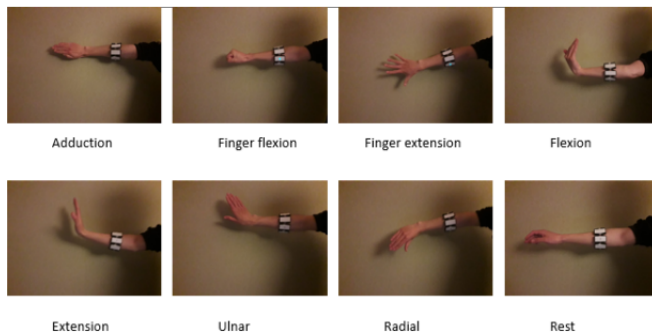 Adduction
Finger flexion
Finger extension
Flexion
Extension
Ulnar
Radial
Rest